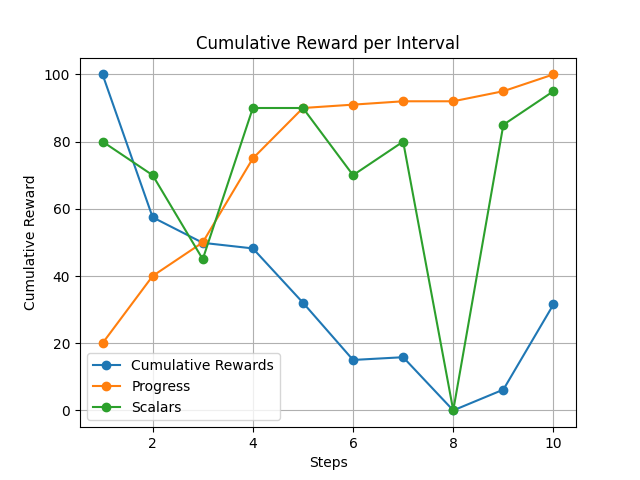 Cumulative Reward per Interval
Cumulative Reward
100
80
60
40
20
0
Cumulative Rewards
Progress
Scalars
2
4
6
8
10
Steps